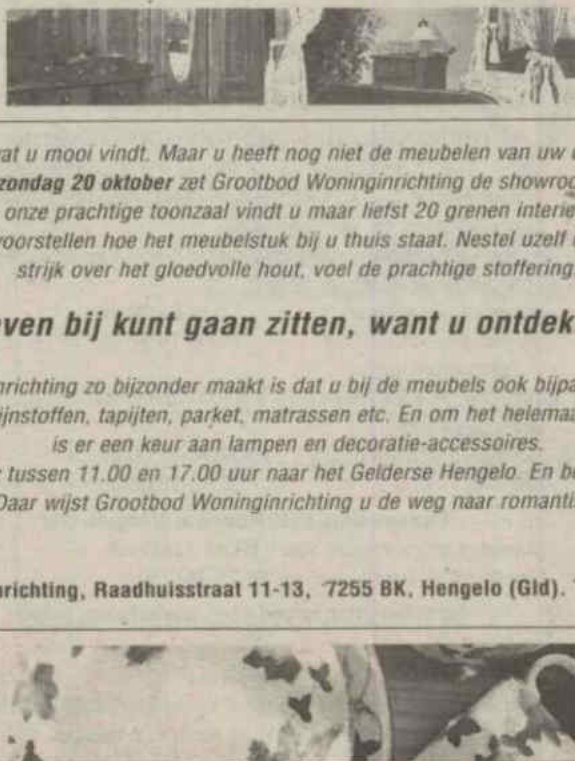 at u mooi vindt. Maar u heeft nog niet de meubelen van uw
zondag 20 oktober zet Grootbod Woninginrichting de showroo
onze prachtige toonzaal vindt u maar liefst 20 grenen interie
voorstellen hoe het meubelstuk bij u thuis staat. Nestel uzelf
strijk over het gloedvolle hout, voel de prachtige stoffering,
ven bij kunt gaan zitten, want u ontdek
nrichting zo bijzonder maakt is dat u bij de meubels ook bijpa
ijnstoffen, tapijten, parket, matrassen etc. En om het helemaa
is er een keur aan lampen en decoratie-accessoires.
tussen 11.00 en 17.00 uur naar het Gelderse Hengelo. En be
Daar wijst Grootbod Woninginrichting u de weg naar romanti
richting, Raadhuisstraat 11-13, 7255 BK, Hengelo (Gld).